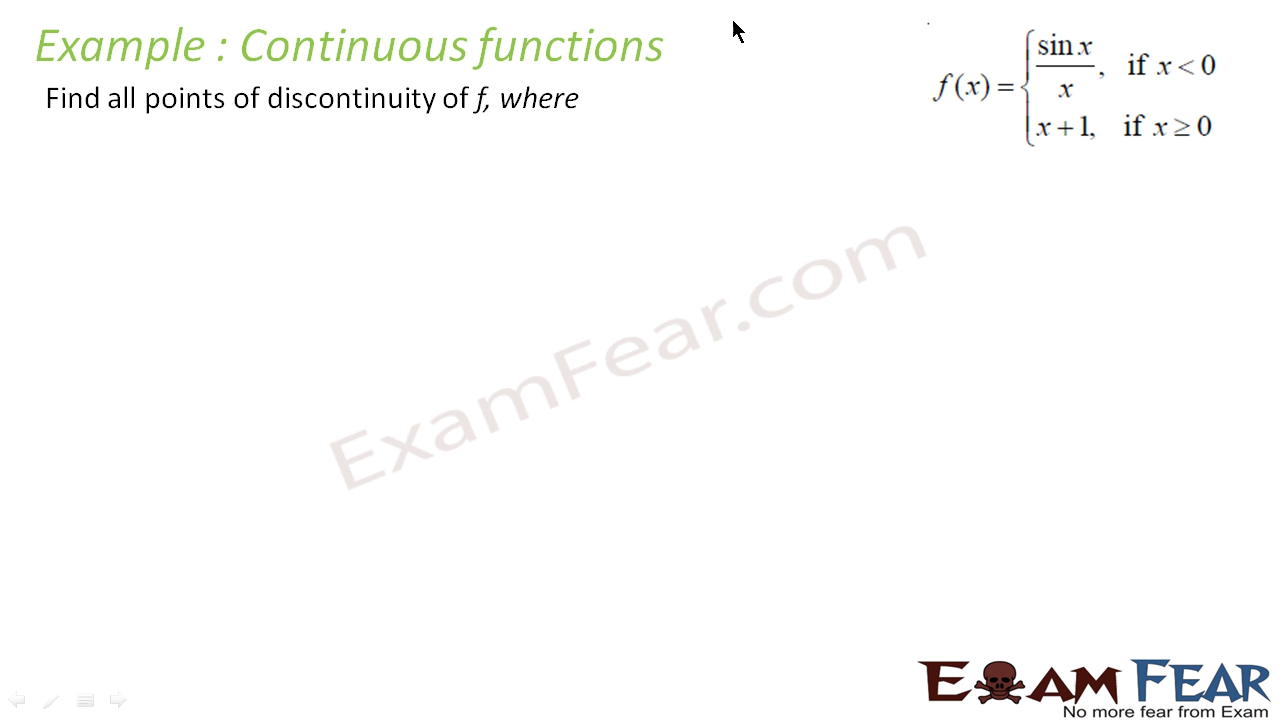 Example : Continuous functions
Find all points of discontinuity of f, where
f(x) = { sin x / x, if x < 0
x + 1, if x ≥ 0
ExamFear.com
EXAM FEAR
No more fear from Exam